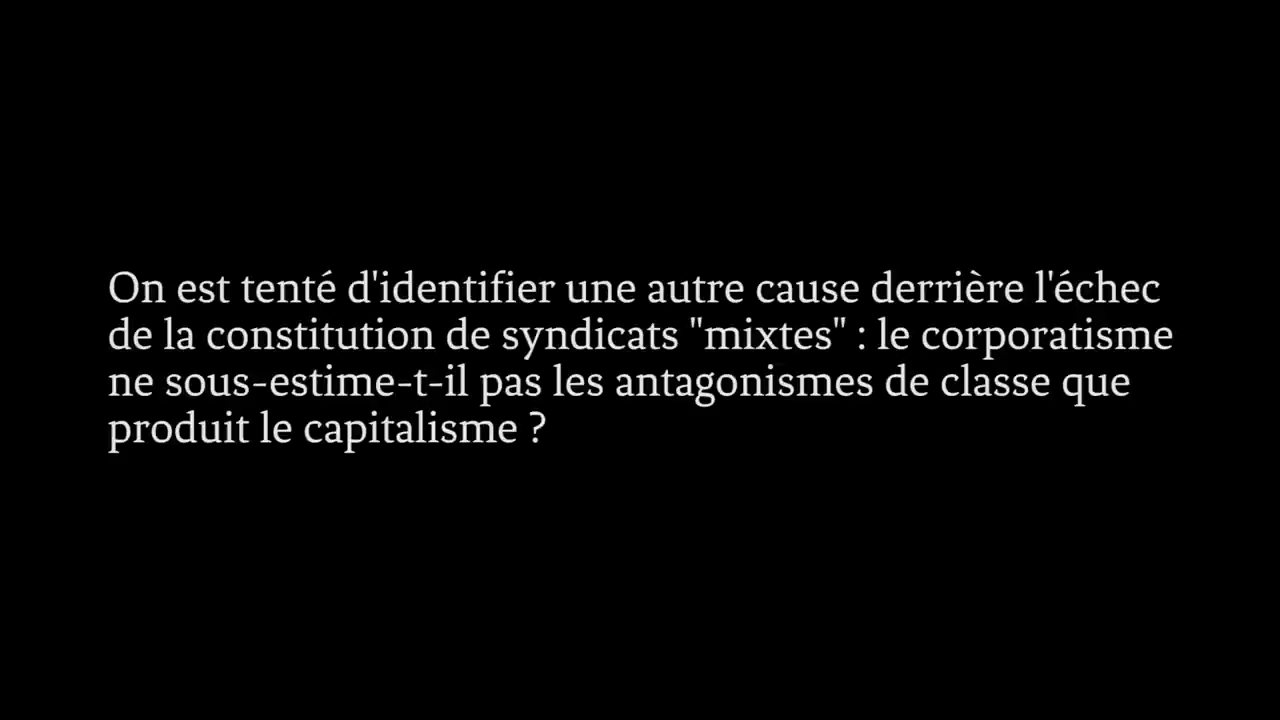 On est tenté d'identifier une autre cause derrière l'échec
de la constitution de syndicats "mixtes" : le corporatisme
ne sous-estime-t-il pas les antagonismes de classe que
produit le capitalisme ?